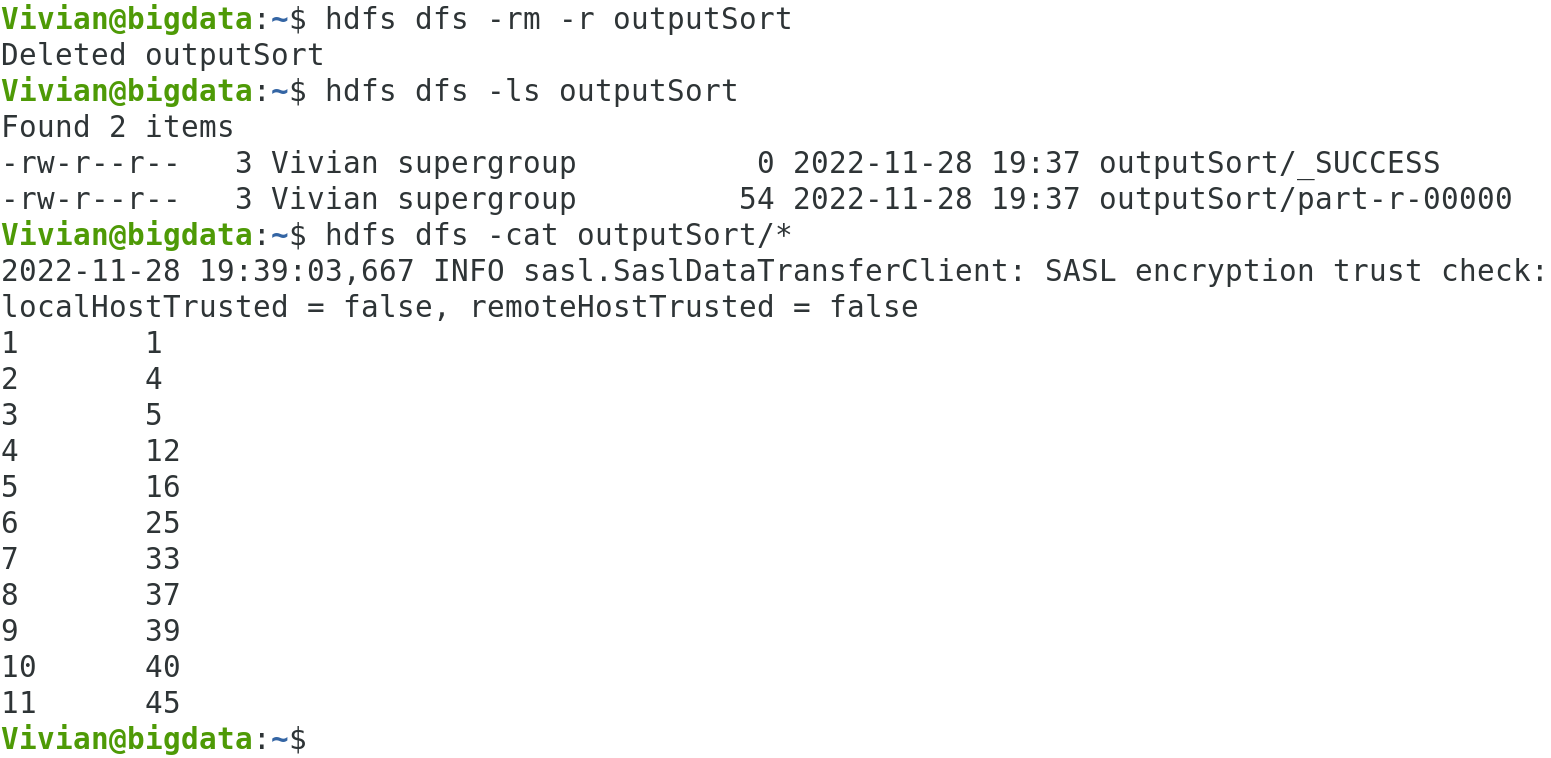 Vivian@bigdata:~$ hdfs dfs -rm -r outputSort
Deleted outputSort
Vivian@bigdata:~$ hdfs dfs -ls outputSort
Found 2 items
-rw-r--r--   3 Vivian supergroup          0 2022-11-28 19:37 outputSort/_SUCCESS
-rw-r--r--   3 Vivian supergroup         54 2022-11-28 19:37 outputSort/part-r-00000
Vivian@bigdata:~$ hdfs dfs -cat outputSort/*
2022-11-28 19:39:03,667 INFO sasl.SaslDataTransferClient: SASL encryption trust check:
localHostTrusted = false, remoteHostTrusted = false
1       1
2       4
3       5
4       12
5       16
6       25
7       33
8       37
9       39
10      40
11      45
Vivian@bigdata:~$